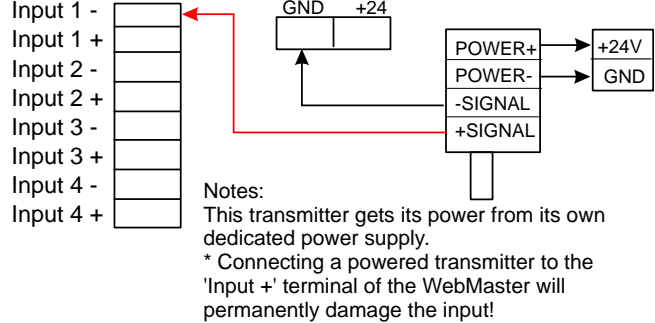 Input 1 -
Input 1 +
Input 2 -
Input 2 +
Input 3 -
Input 3 +
Input 4 -
Input 4 +
GND +24
POWER+
POWER-
-SIGNAL
+SIGNAL
+24V
GND
Notes:
This transmitter gets its power from its own
dedicated power supply.
* Connecting a powered transmitter to the
'Input +' terminal of the WebMaster will
permanently damage the input!